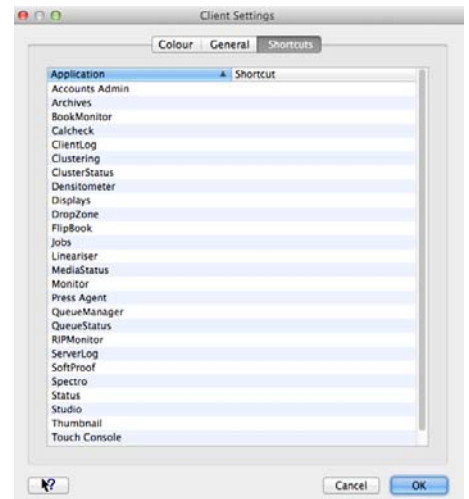 Client Settings
Colour General Shortcuts
Application Shortcut
Accounts Admin
Archives
BookMonitor
Calcheck
ClientLog
Clustering
ClusterStatus
Densitometer
Displays
DropZone
FlipBook
Jobs
Lineariser
MediaStatus
Monitor
Press Agent
QueueManager
QueueStatus
RIPMonitor
ServerLog
SoftProof
Spectro
Status
Studio
Thumbnail
Touch Console
? Cancel OK